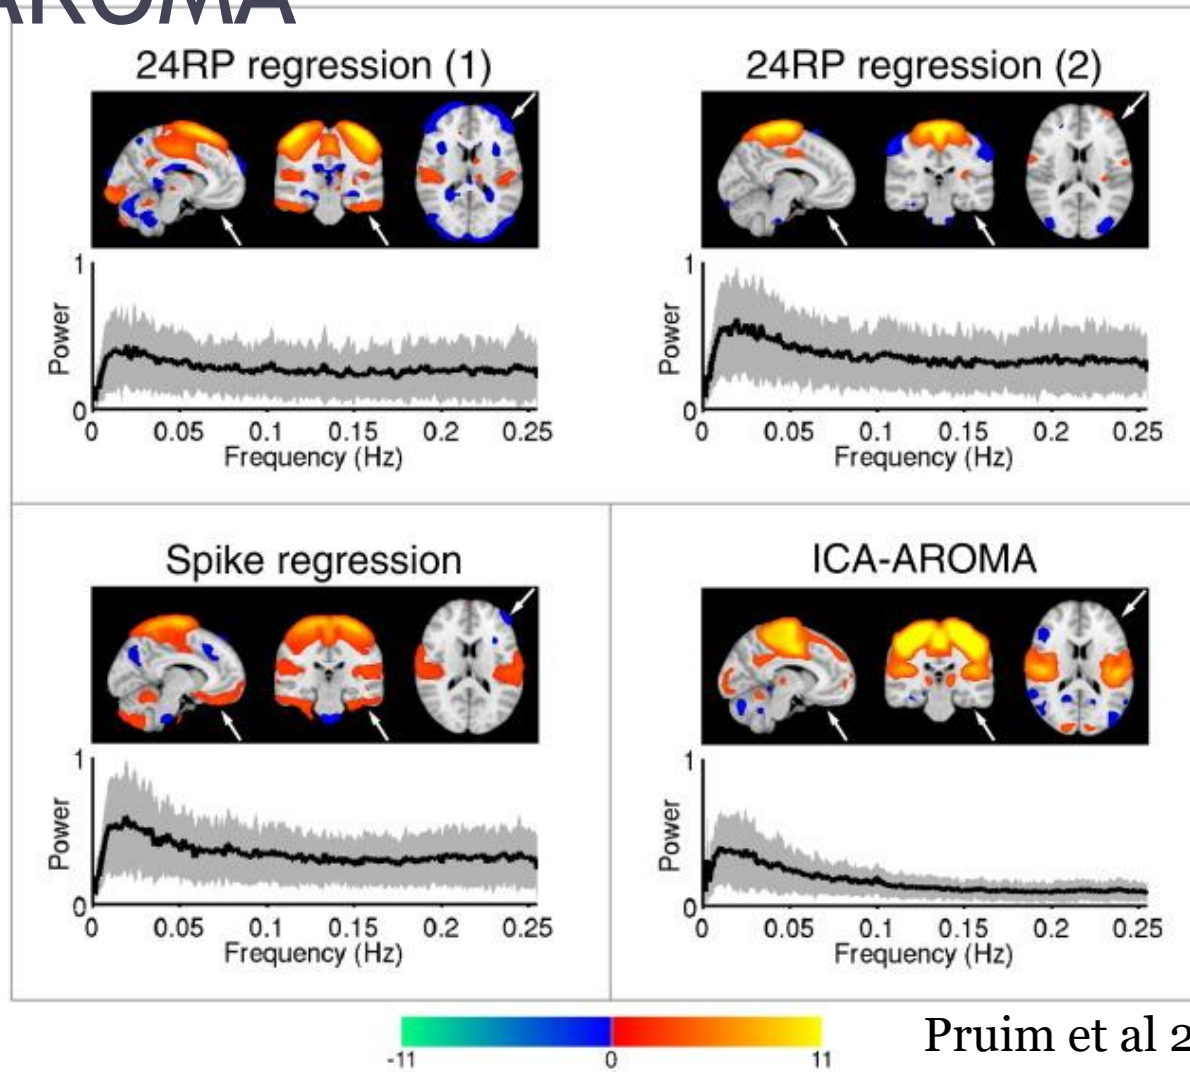 AROMA
24RP regression (1)
24RP regression (2)
1
Power
0
0 0.05 0.1 0.15 0.2 0.25
Frequency (Hz)
1
Power
0
0 0.05 0.1 0.15 0.2 0.25
Frequency (Hz)
Spike regression
ICA-AROMA
1
Power
0
0 0.05 0.1 0.15 0.2 0.25
Frequency (Hz)
1
Power
0
0 0.05 0.1 0.15 0.2 0.25
Frequency (Hz)
-11 0 11
Pruim et al 2